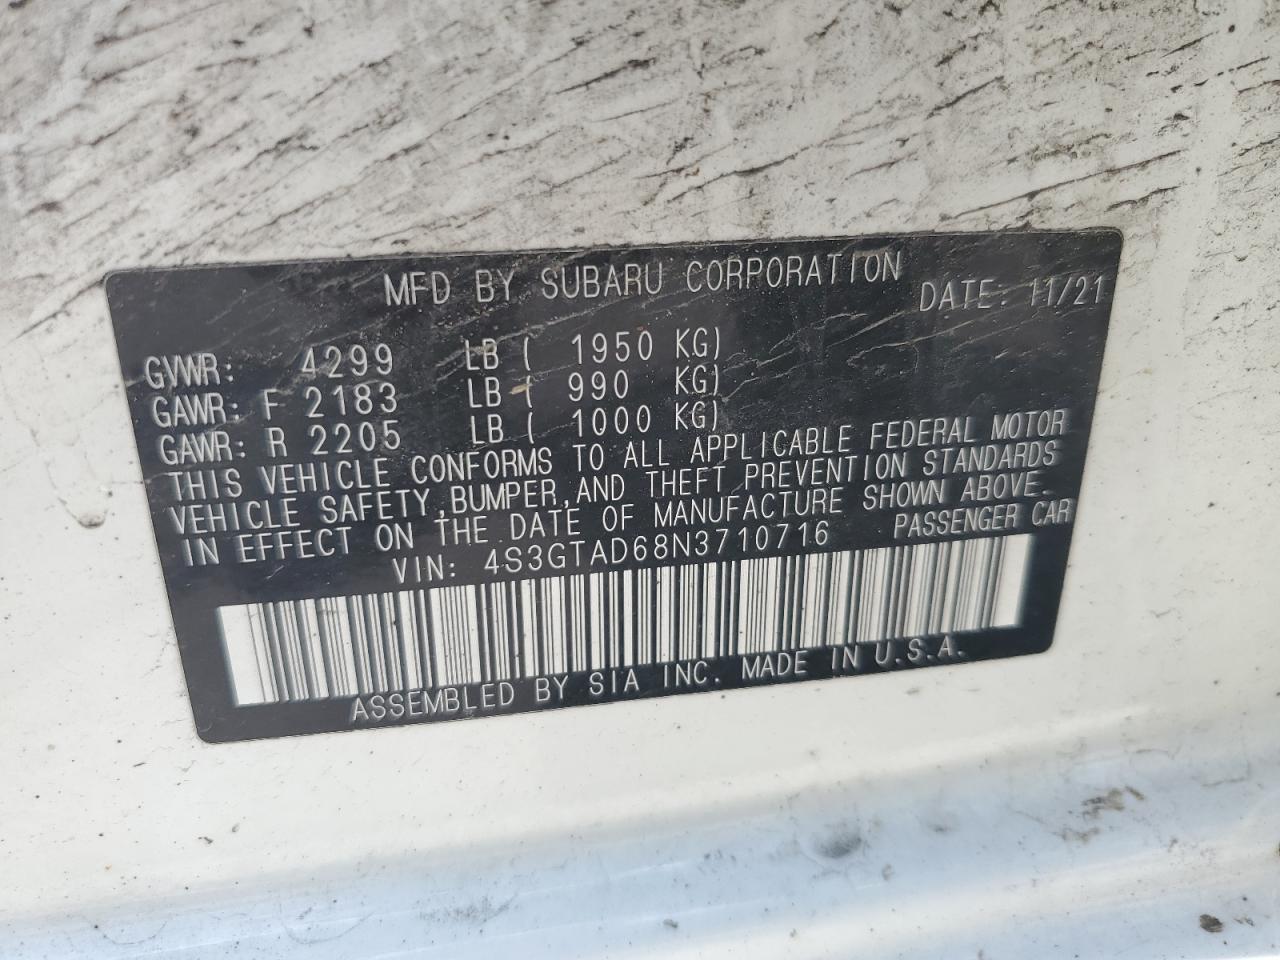 MFD BY SUBARU CORPORATION
DATE: 11/21
GVWR: 4299 LB ( 1950 KG)
GAWR: F 2183 LB ( 990 KG)
GAWR: R 2205 LB ( 1000 KG)
THIS VEHICLE CONFORMS TO ALL APPLICABLE FEDERAL MOTOR
VEHICLE SAFETY, BUMPER, AND THEFT PREVENTION STANDARDS
IN EFFECT ON THE DATE OF MANUFACTURE SHOWN ABOVE.
VIN: 4S3GTAD68N3710716 PASSENGER CAR
ASSEMBLED BY SIA INC. MADE IN U.S.A.